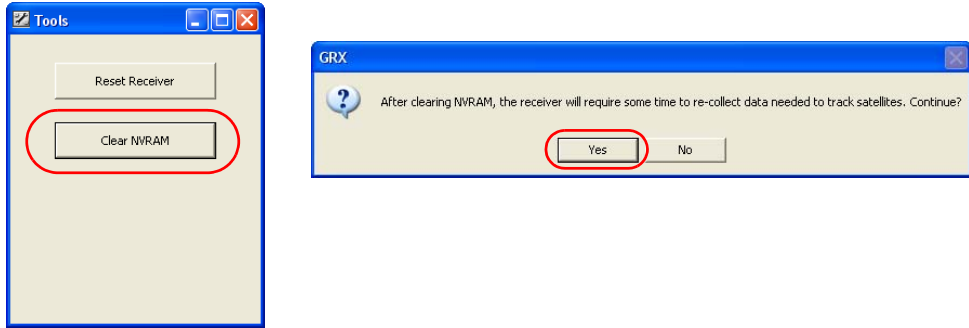 Tools
Reset Receiver
Clear NVRAM
GRX
After clearing NVRAM, the receiver will require some time to re-collect data needed to track satellites. Continue?
Yes
No